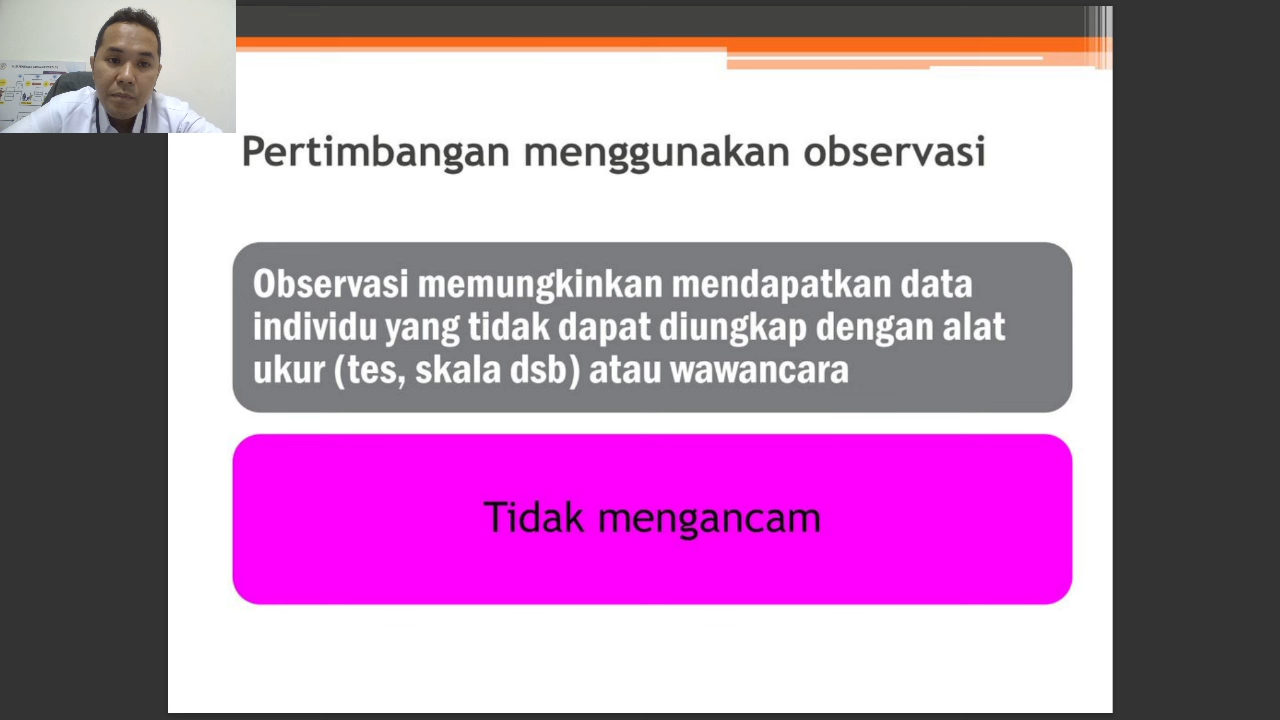 Pertimbangan menggunakan observasi
Observasi memungkinkan mendapatkan data
individu yang tidak dapat diungkap dengan alat
ukur (tes, skala dsb) atau wawancara
Tidak mengancam